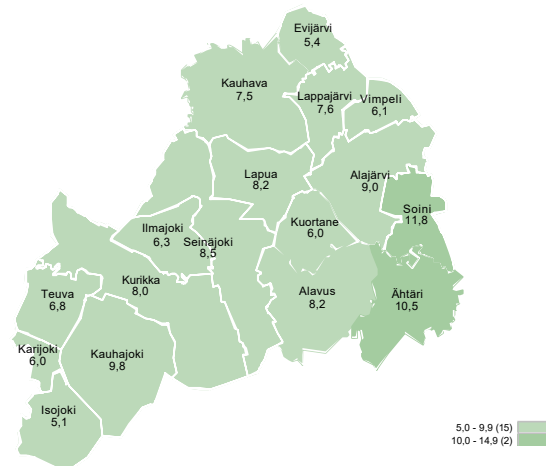 Evijärvi
5,4
Kauhava
7,5
Lappajärvi
7,6
Vimpeli
6,1
Lapua
8,2
Alajärvi
9,0
Soini
11,8
Ilmajoki
6,3
Seinäjoki
8,5
Kuortane
6,0
Kurikka
8,0
Teuva
6,8
Alavus
8,2
Ähtäri
10,5
Karijoki
6,0
Kauhajoki
9,8
Isojoki
5,1
5,0 - 9,9 (15)
10,0 - 14,9 (2)